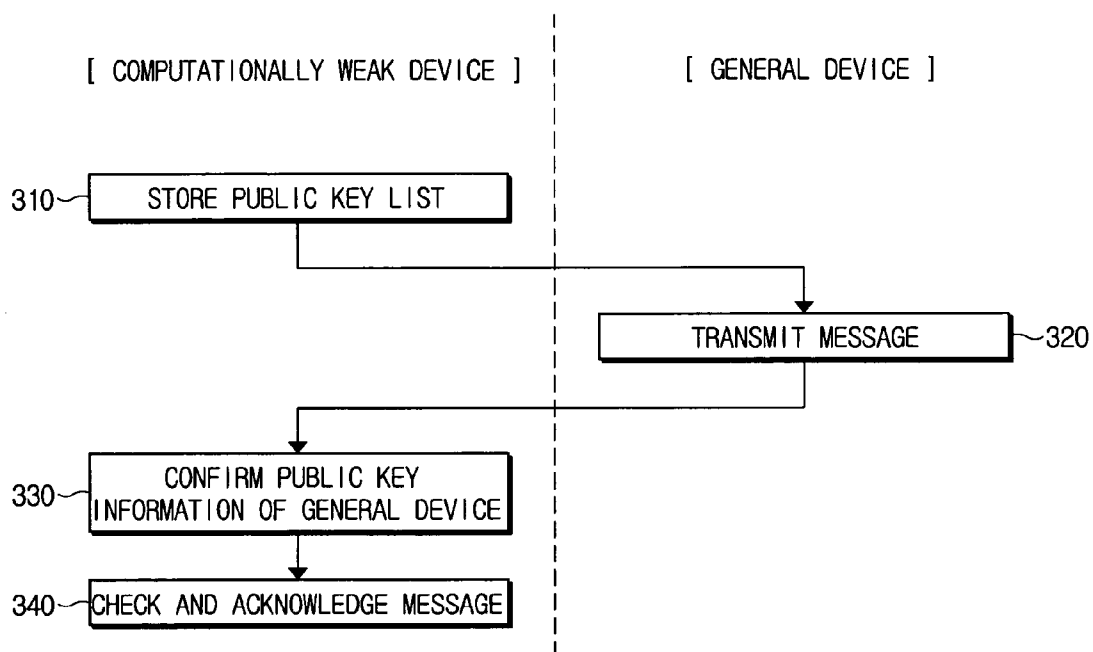 [ COMPUTATIONALLY WEAK DEVICE ]
[ GENERAL DEVICE ]
310
STORE PUBLIC KEY LIST
TRANSMIT MESSAGE
320
330
CONFIRM PUBLIC KEY
INFORMATION OF GENERAL DEVICE
340
CHECK AND ACKNOWLEDGE MESSAGE